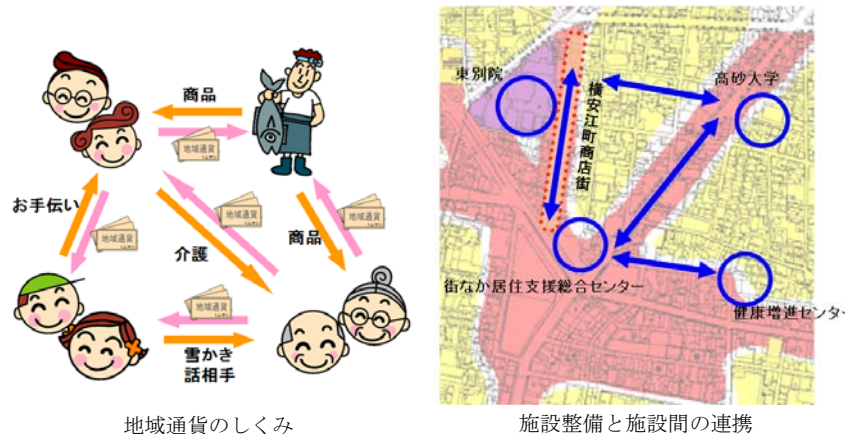 商品
地域通貨
お手伝い
地域通貨
介護
地域通貨
商品
地域通貨
地域通貨
雪かき
話相手
地域通貨のしくみ
東別院
横安江町商店街
高砂大学
街なか居住支援総合センター
健康増進センター
施設整備と施設間の連携